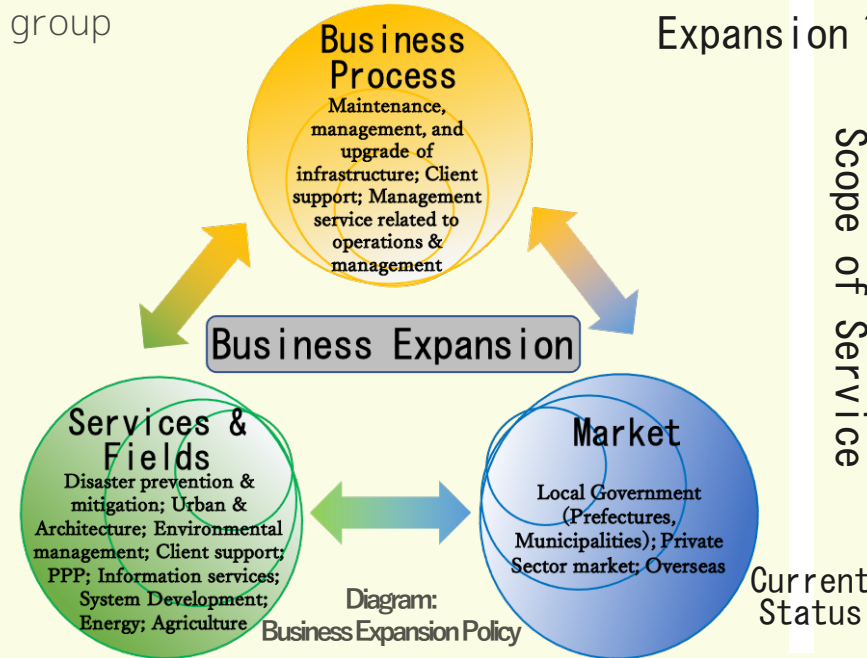 group
Expansion
Business
Process
Maintenance,
management, and
upgrade of
infrastructure; Client
support; Management
service related to
operations &
management
Scope of Service
Business Expansion
Services &
Fields
Disaster prevention &
mitigation; Urban &
Architecture; Environmental
management; Client support;
PPP; Information services;
System Development;
Energy; Agriculture
Market
Local Government
(Prefectures,
Municipalities); Private
Sector market; Overseas
Current
Status
Diagram:
Business Expansion Policy